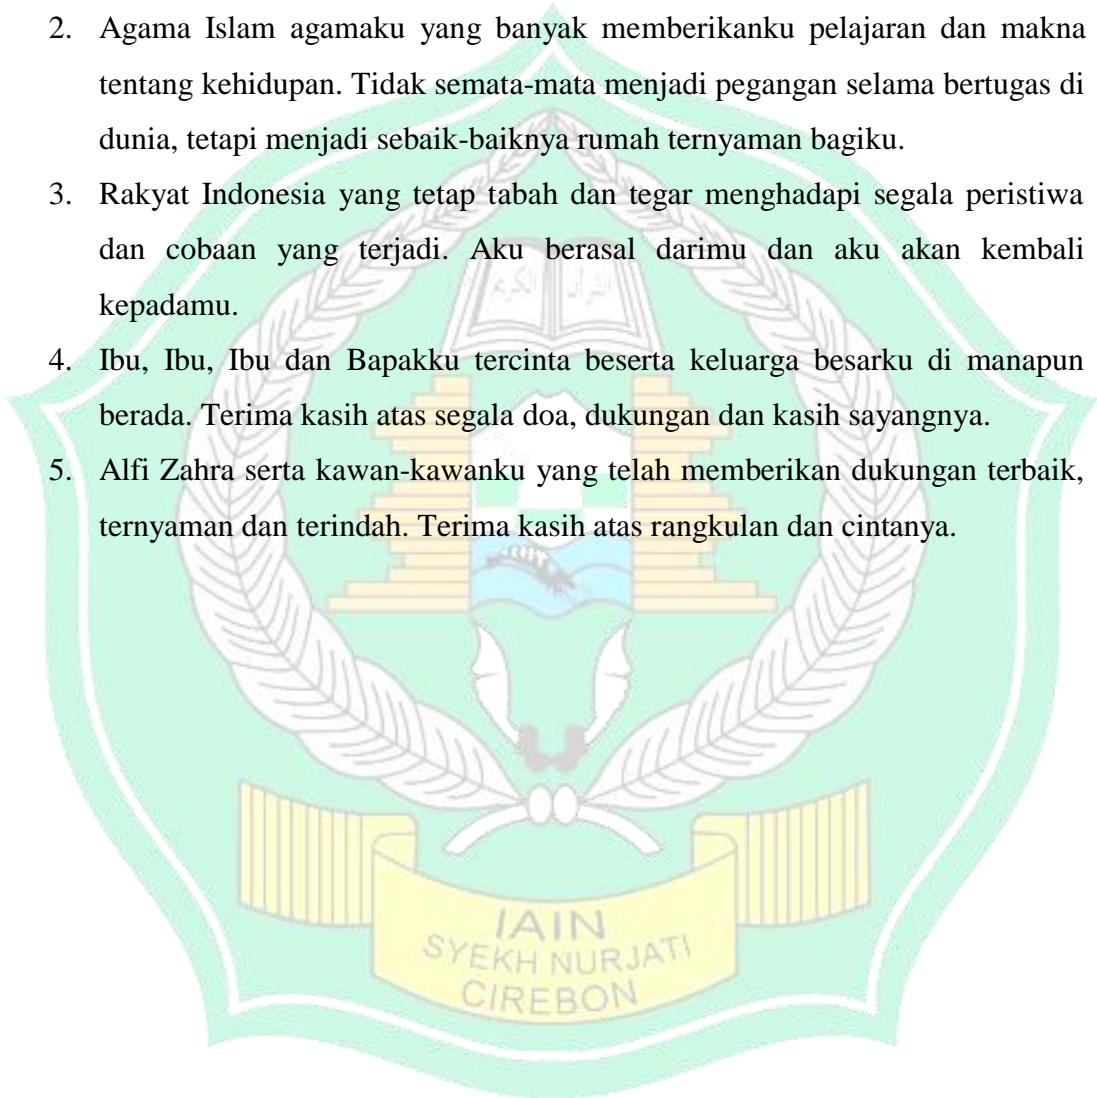 2. Agama Islam agamaku yang banyak memberikanku pelajaran dan makna
tentang kehidupan. Tidak semata-mata menjadi pegangan selama bertugas di
dunia, tetapi menjadi sebaik-baiknya rumah ternyaman bagiku.
3. Rakyat Indonesia yang tetap tabah dan tegar menghadapi segala peristiwa
dan cobaan yang terjadi. Aku berasal darimu dan aku akan kembali
kepadamu.
القرآن الكريم
4. Ibu, Ibu, Ibu dan Bapakku tercinta beserta keluarga besarku di manapun
berada. Terima kasih atas segala doa, dukungan dan kasih sayangnya.
5. Alfi Zahra serta kawan-kawanku yang telah memberikan dukungan terbaik,
ternyaman dan terindah. Terima kasih atas rangkulan dan cintanya.
IAIN
SYEKH NURJATI
CIREBON